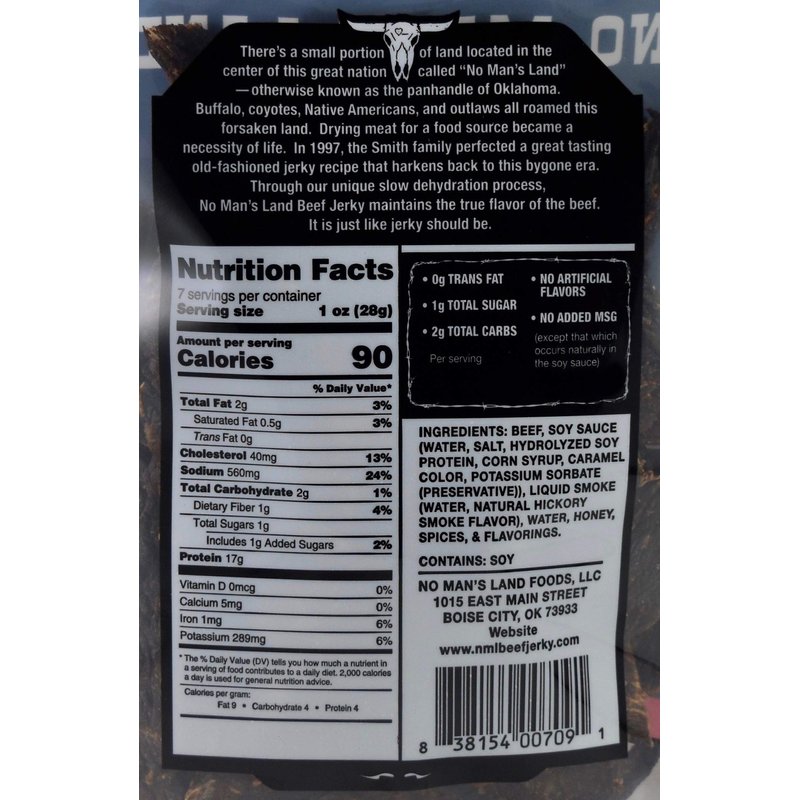 There's a small portion of land located in the
center of this great nation called "No Man's Land"
— otherwise known as the panhandle of Oklahoma.
Buffalo, coyotes, Native Americans, and outlaws all roamed this
forsaken land. Drying meat for a food source became a
necessity of life. In 1997, the Smith family perfected a great tasting
old-fashioned jerky recipe that harkens back to this bygone era.
Through our unique slow dehydration process,
No Man's Land Beef Jerky maintains the true flavor of the beef.
It is just like jerky should be.
Nutrition Facts
7 servings per container
Serving size 1 oz (28g)
Amount per serving
Calories 90
% Daily Value*
Total Fat 2g 3%
Saturated Fat 0.5g 3%
Trans Fat 0g
Cholesterol 40mg 13%
Sodium 560mg 24%
Total Carbohydrate 2g 1%
Dietary Fiber 1g 4%
Total Sugars 1g
Includes 1g Added Sugars 2%
Protein 17g
Vitamin D 0mcg 0%
Calcium 5mg 0%
Iron 1mg 6%
Potassium 289mg 6%
* The % Daily Value (DV) tells you how much a nutrient in
a serving of food contributes to a daily diet. 2,000 calories
a day is used for general nutrition advice.
Calories per gram:
Fat 9 • Carbohydrate 4 • Protein 4
• 0g TRANS FAT
• 1g TOTAL SUGAR
• 2g TOTAL CARBS
Per serving
• NO ARTIFICIAL
FLAVORS
• NO ADDED MSG
(except that which
occurs naturally in
the soy sauce)
INGREDIENTS: BEEF, SOY SAUCE
(WATER, SALT, HYDROLYZED SOY
PROTEIN, CORN SYRUP, CARAMEL
COLOR, POTASSIUM SORBATE
(PRESERVATIVE)), LIQUID SMOKE
(WATER, NATURAL HICKORY
SMOKE FLAVOR), WATER, HONEY,
SPICES, & FLAVORINGS.
CONTAINS: SOY
NO MAN'S LAND FOODS, LLC
1015 EAST MAIN STREET
BOISE CITY, OK 73933
Website
www.nmlbeefjerky.com
8 38154 00709 1